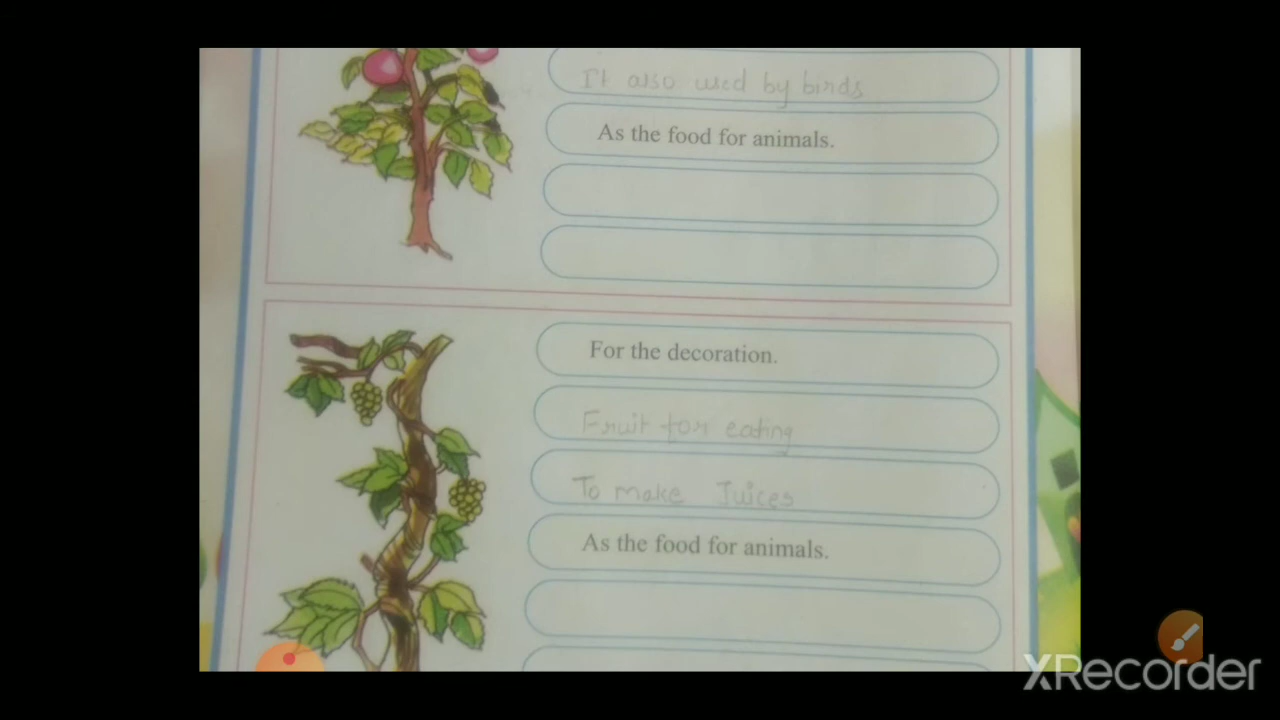 It also used by birds
As the food for animals.
For the decoration.
Fruit for eating
To make Juices
As the food for animals.
XRecorder